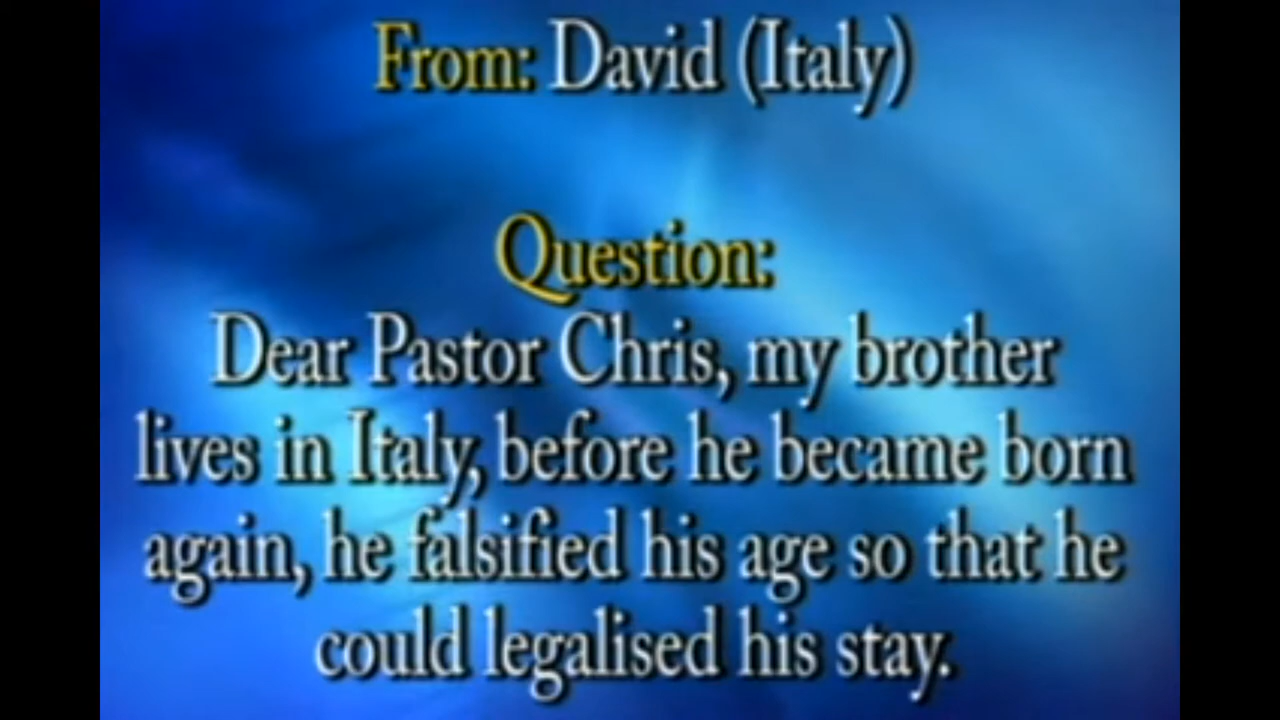 From: David (Italy)
Question:
Dear Pastor Chris, my brother
lives in Italy, before he became born
again, he falsified his age so that he
could legalised his stay.